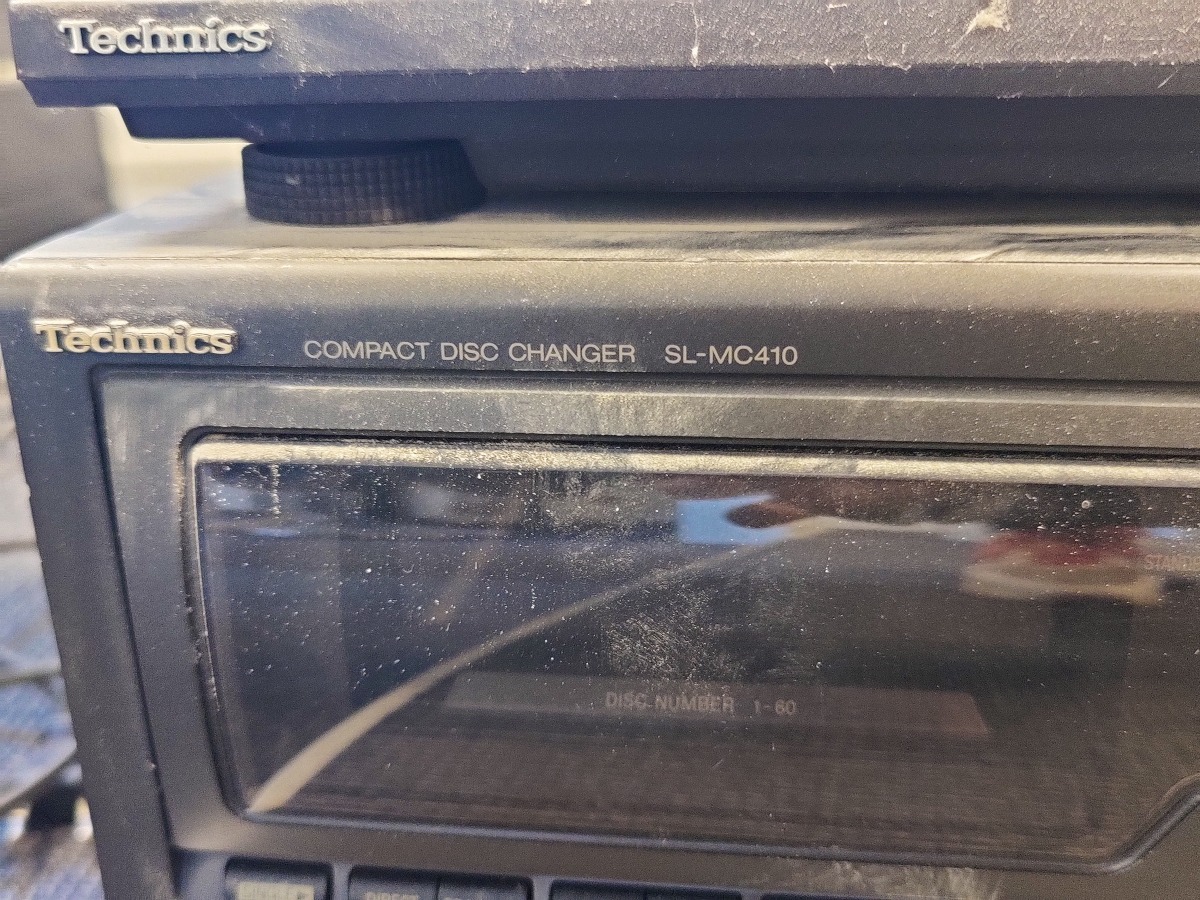 Technics
Technics COMPACT DISC CHANGER SL-MC410
DISC NUMBER 1-60